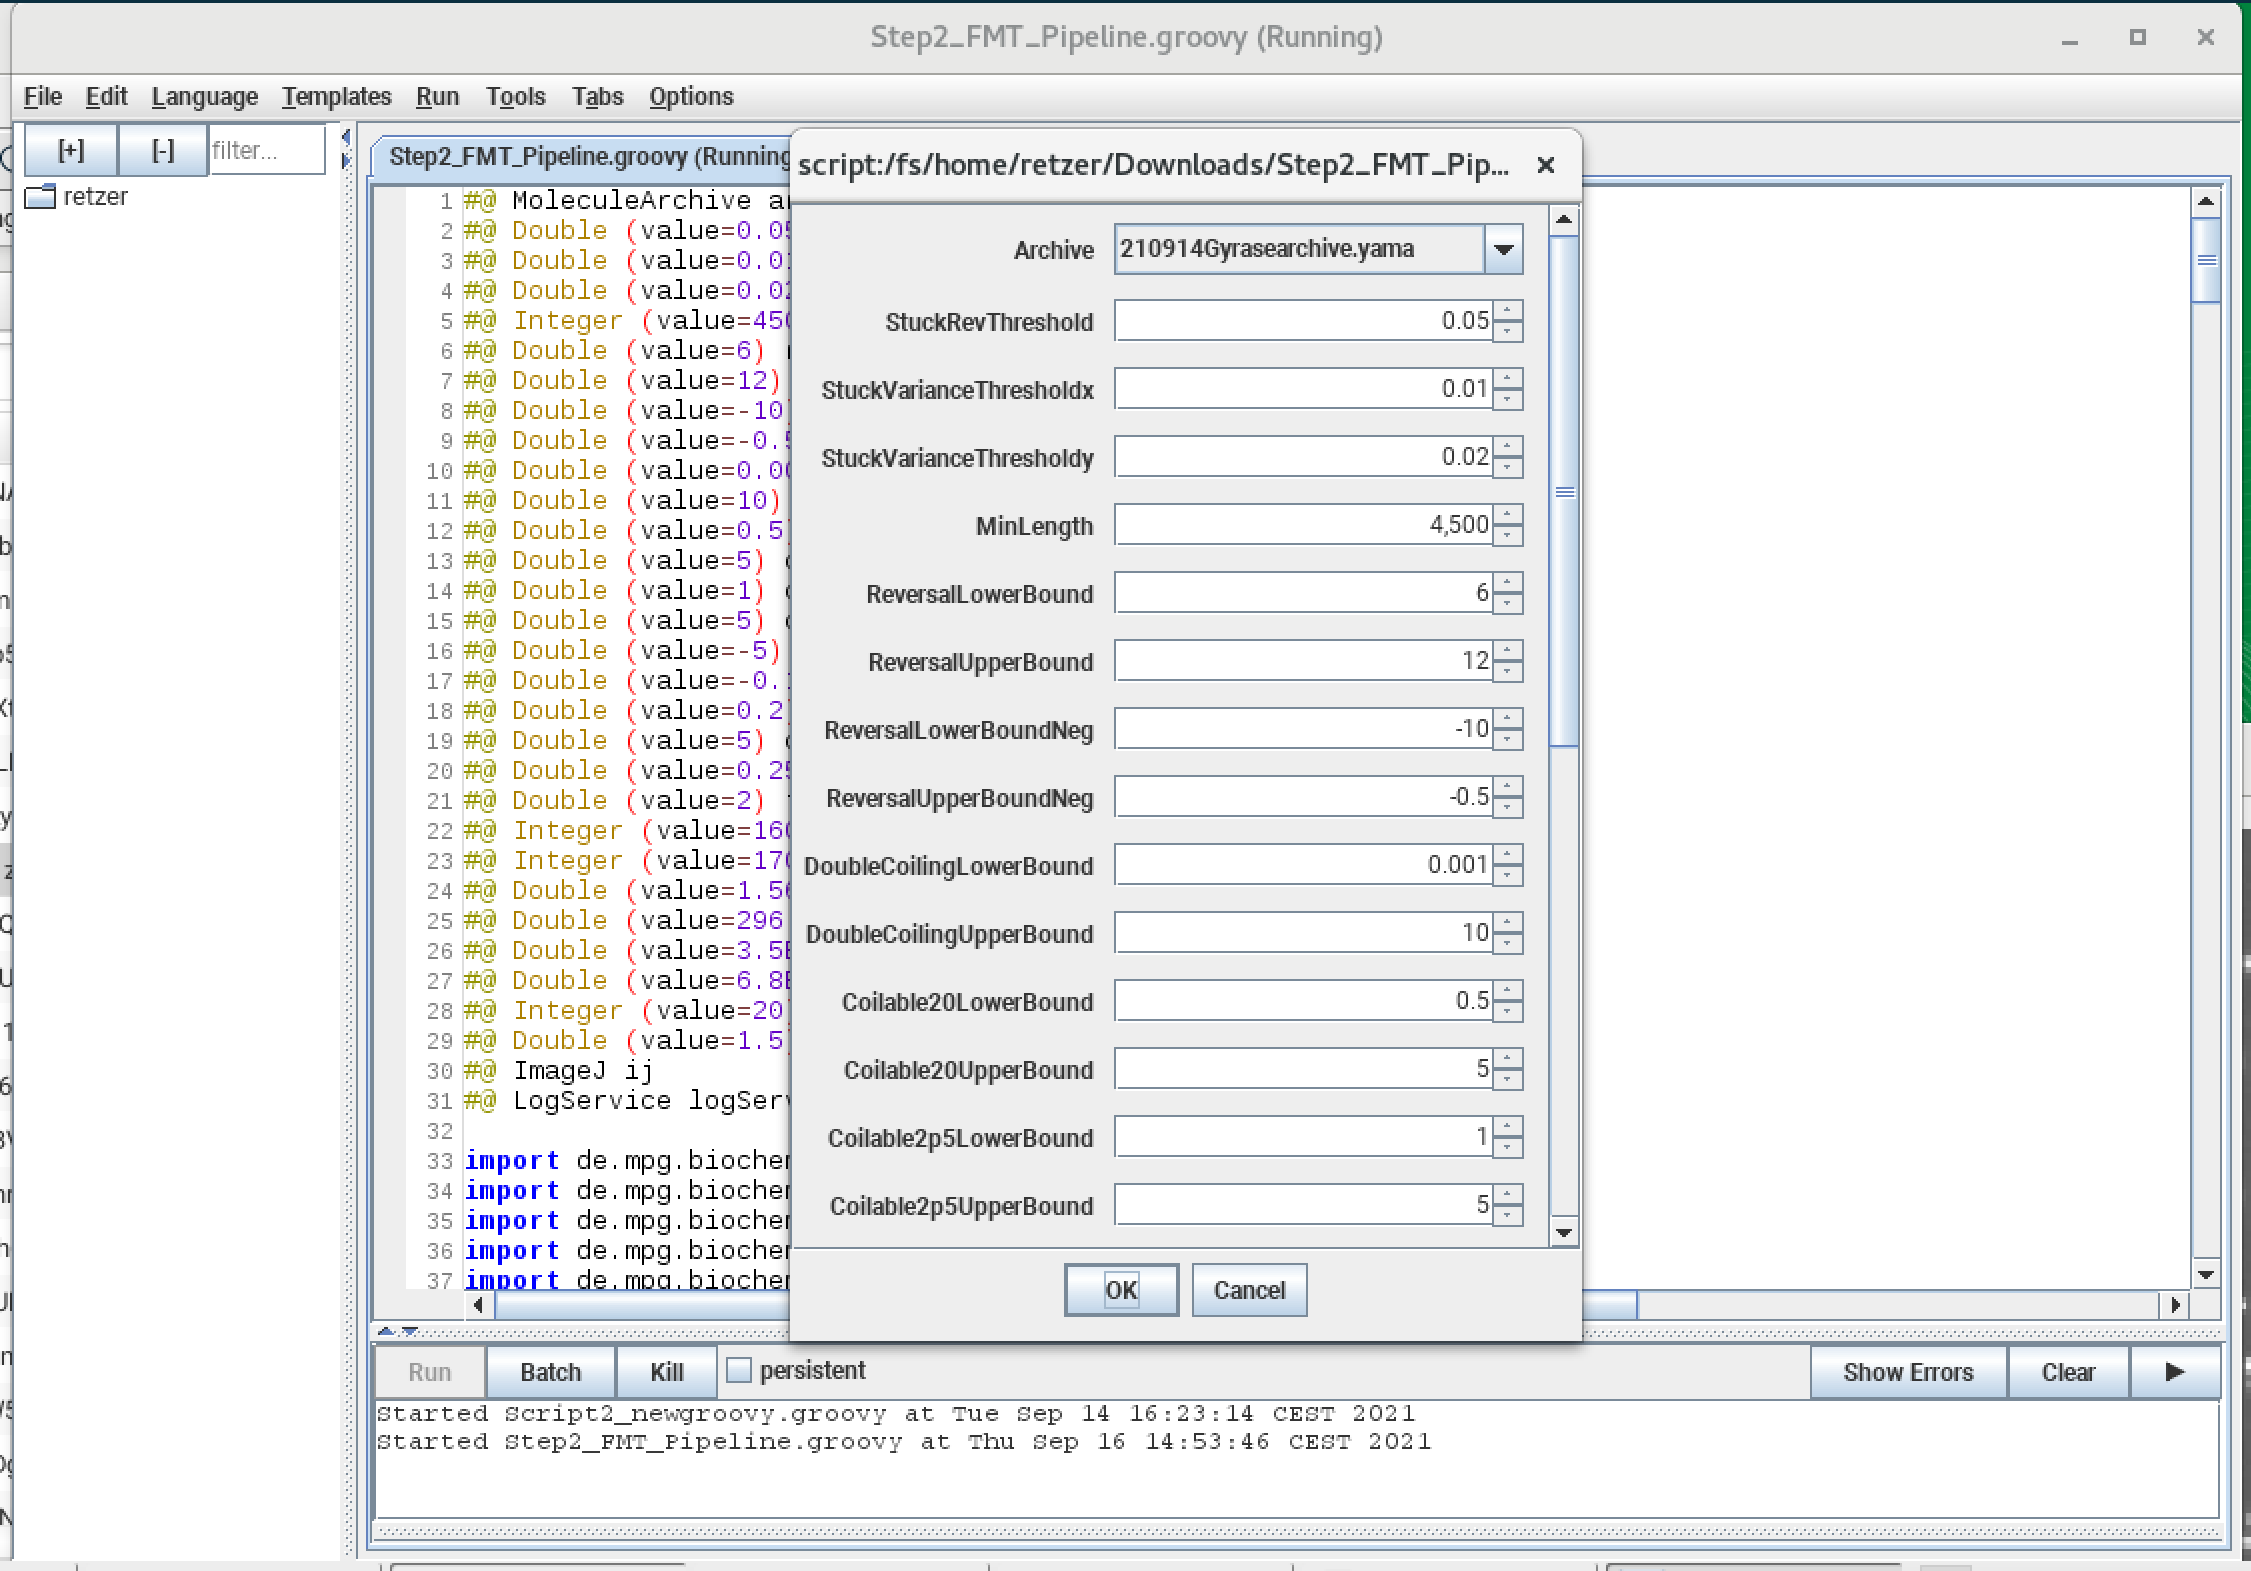 Step2_FMT_Pipeline.groovy (Running)
File Edit Language Templates Run Tools Tabs Options
[+] [-] filter...
retzer
Step2_FMT_Pipeline.groovy (Running
1 #@ MoleculeArchive
2 #@ Double (value=0.05
3 #@ Double (value=0.01
4 #@ Double (value=0.02
5 #@ Integer (value=450
6 #@ Double (value=6)
7 #@ Double (value=12)
8 #@ Double (value=-10
9 #@ Double (value=-0.5
10 #@ Double (value=0.00
11 #@ Double (value=10)
12 #@ Double (value=0.5
13 #@ Double (value=5)
14 #@ Double (value=1)
15 #@ Double (value=5)
16 #@ Double (value=-5)
17 #@ Double (value=-0.
18 #@ Double (value=0.2
19 #@ Double (value=5)
20 #@ Double (value=0.25
21 #@ Double (value=2)
22 #@ Integer (value=160
23 #@ Integer (value=170
24 #@ Double (value=1.56
25 #@ Double (value=296
26 #@ Double (value=3.5E
27 #@ Double (value=6.8E
28 #@ Integer (value=20
29 #@ Double (value=1.5
30 #@ ImageJ ij
31 #@ LogService logSer
32
33 import de.mpg.bioche
34 import de.mpg.bioche
35 import de.mpg.bioche
36 import de.mpg.bioche
37 import de.mpg.bioche
script:/fs/home/retzer/Downloads/Step2_FMT_Pip...
Archive 210914Gyrasearchive.yama
StuckRevThreshold 0.05
StuckVarianceThresholdx 0.01
StuckVarianceThresholdy 0.02
MinLength 4,500
ReversalLowerBound 6
ReversalUpperBound 12
ReversalLowerBoundNeg -10
ReversalUpperBoundNeg -0.5
DoubleCoilingLowerBound 0.001
DoubleCoilingUpperBound 10
Coilable20LowerBound 0.5
Coilable20UpperBound 5
Coilable2p5LowerBound 1
Coilable2p5UpperBound 5
OK Cancel
Run Batch Kill persistent Show Errors Clear
Started Script2_newgroovy.groovy at Tue Sep 14 16:23:14 CEST 2021
Started Step2_FMT_Pipeline.groovy at Thu Sep 16 14:53:46 CEST 2021